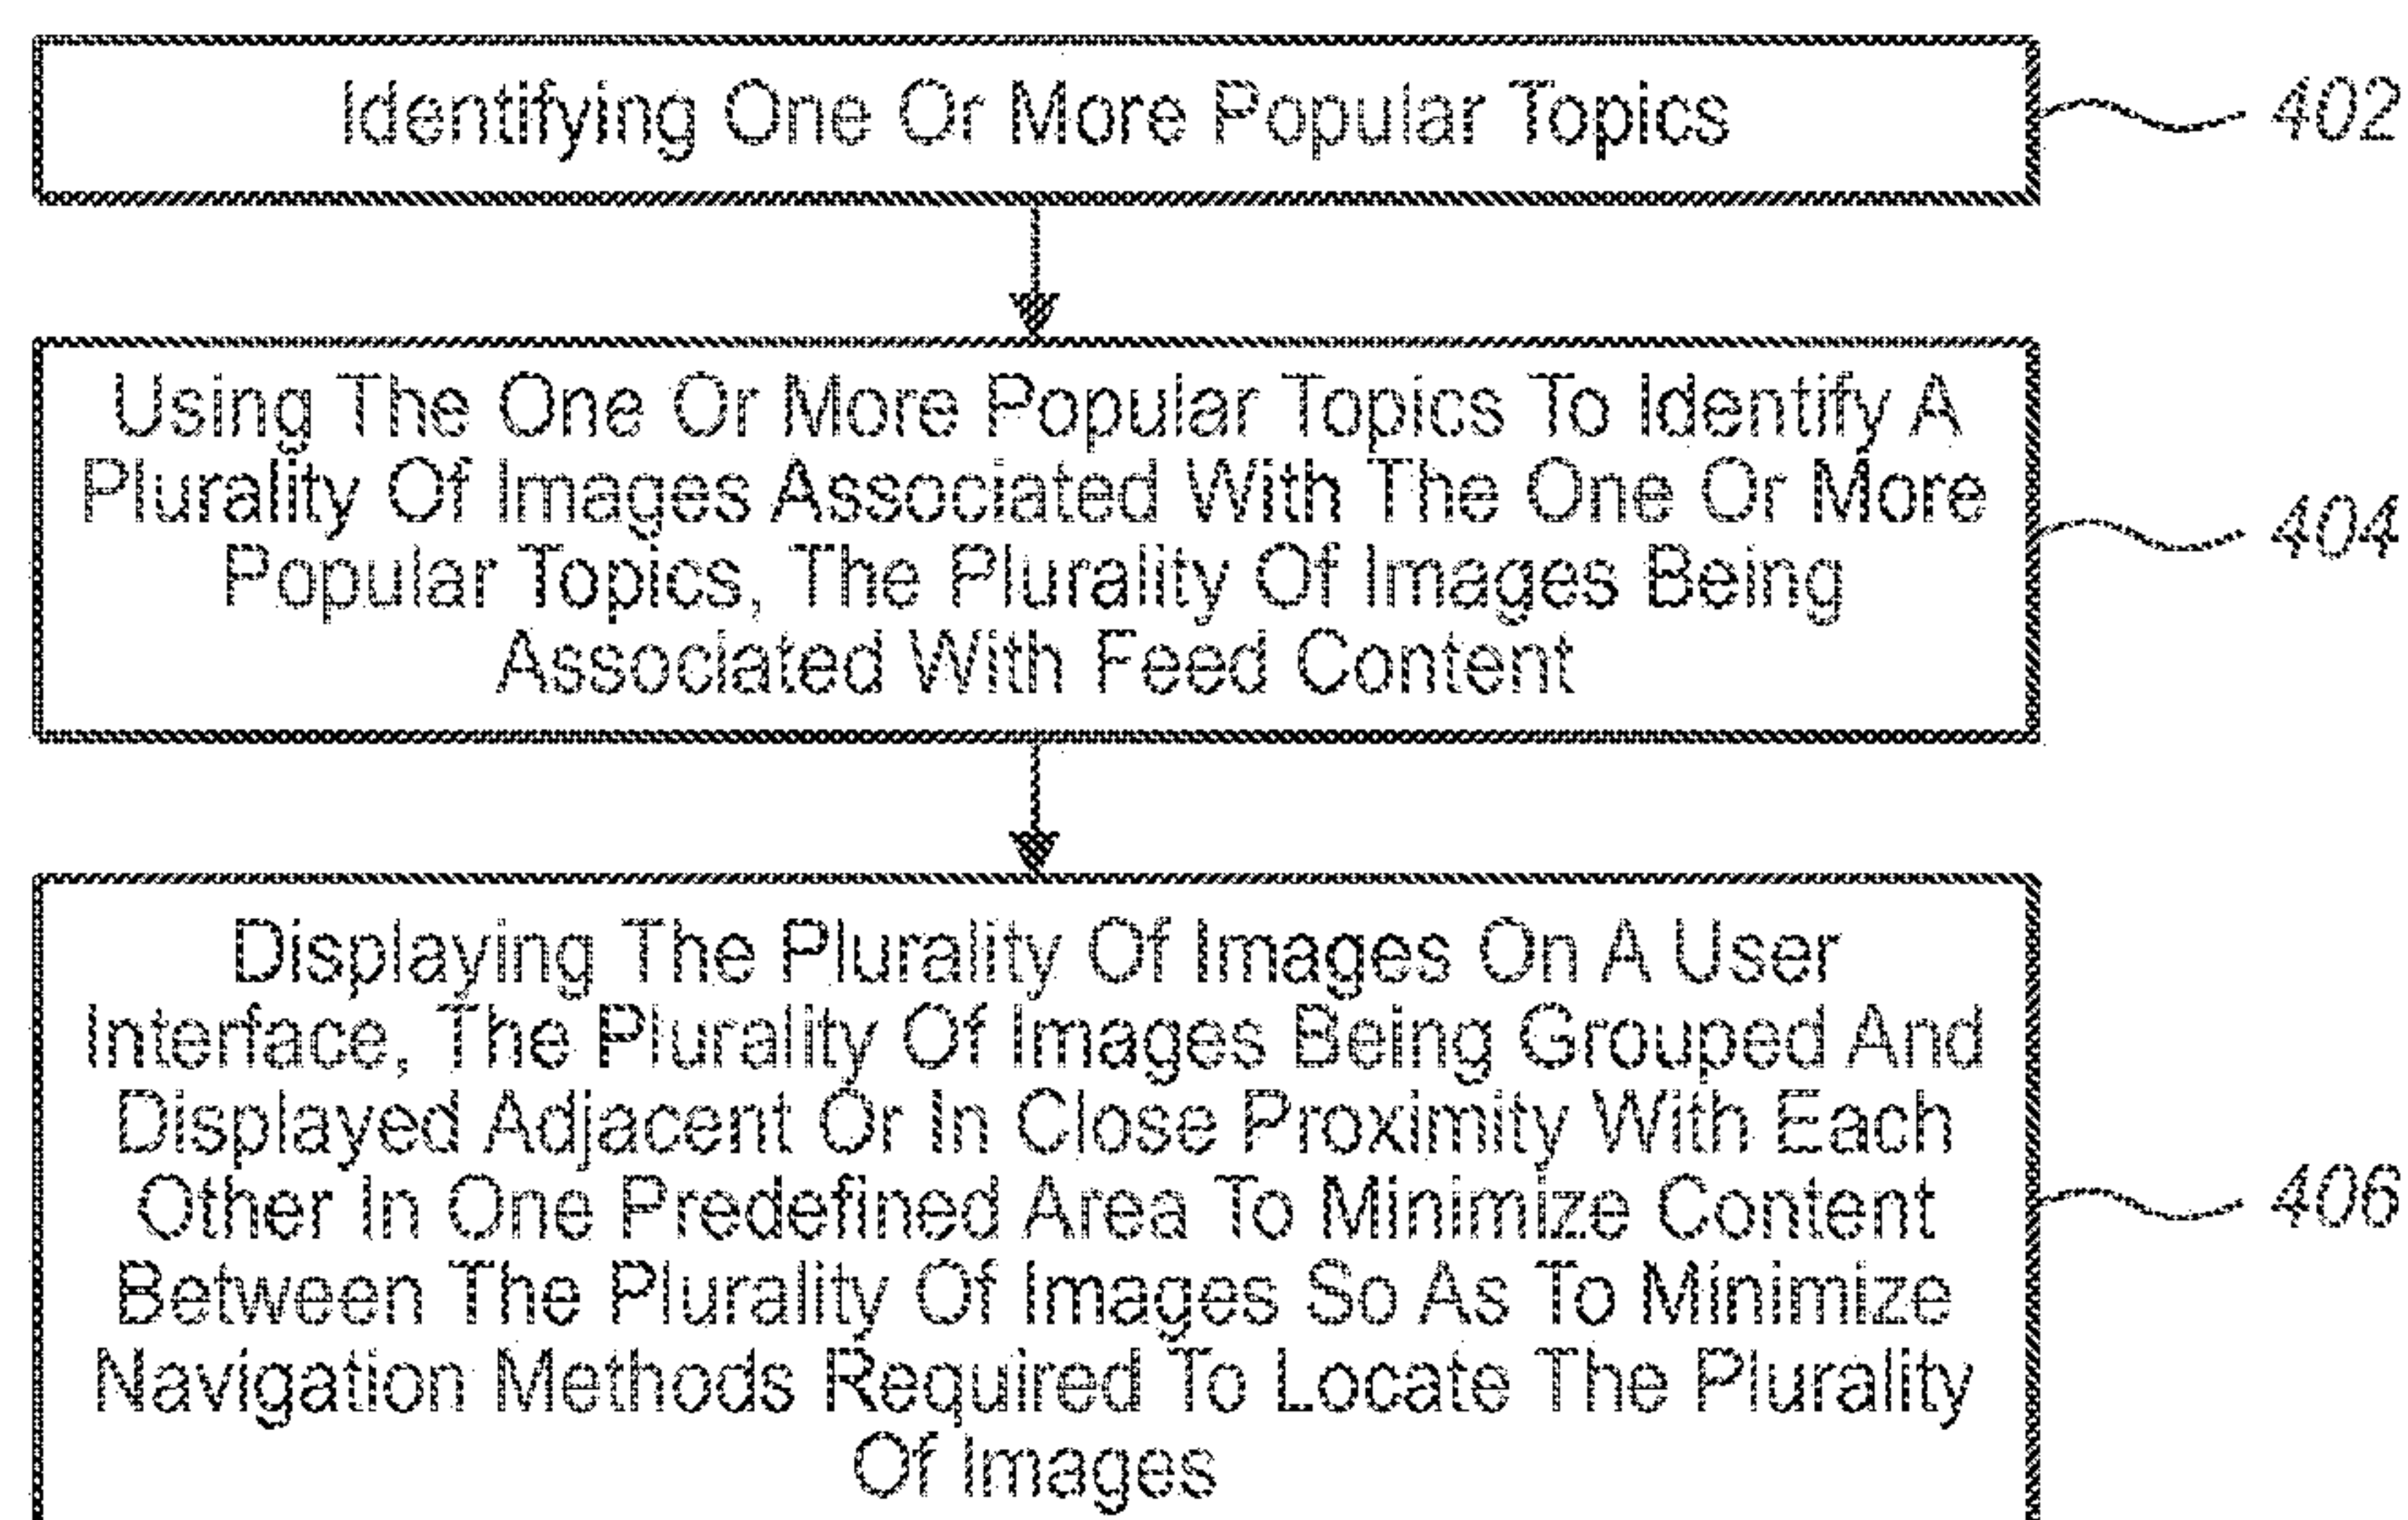 Identifying One Or More Popular Topics
402
Using The One Or More Popular Topics To Identify A
Plurality Of Images Associated With The One Or More
Popular Topics, The Plurality Of Images Being
Associated With Feed Content
404
Displaying The Plurality Of Images On A User
Interface, The Plurality Of Images Being Grouped And
Displayed Adjacent Or In Close Proximity With Each
Other In One Predefined Area To Minimize Content
Between The Plurality Of Images So As To Minimize
Navigation Methods Required To Locate The Plurality
Of Images
406